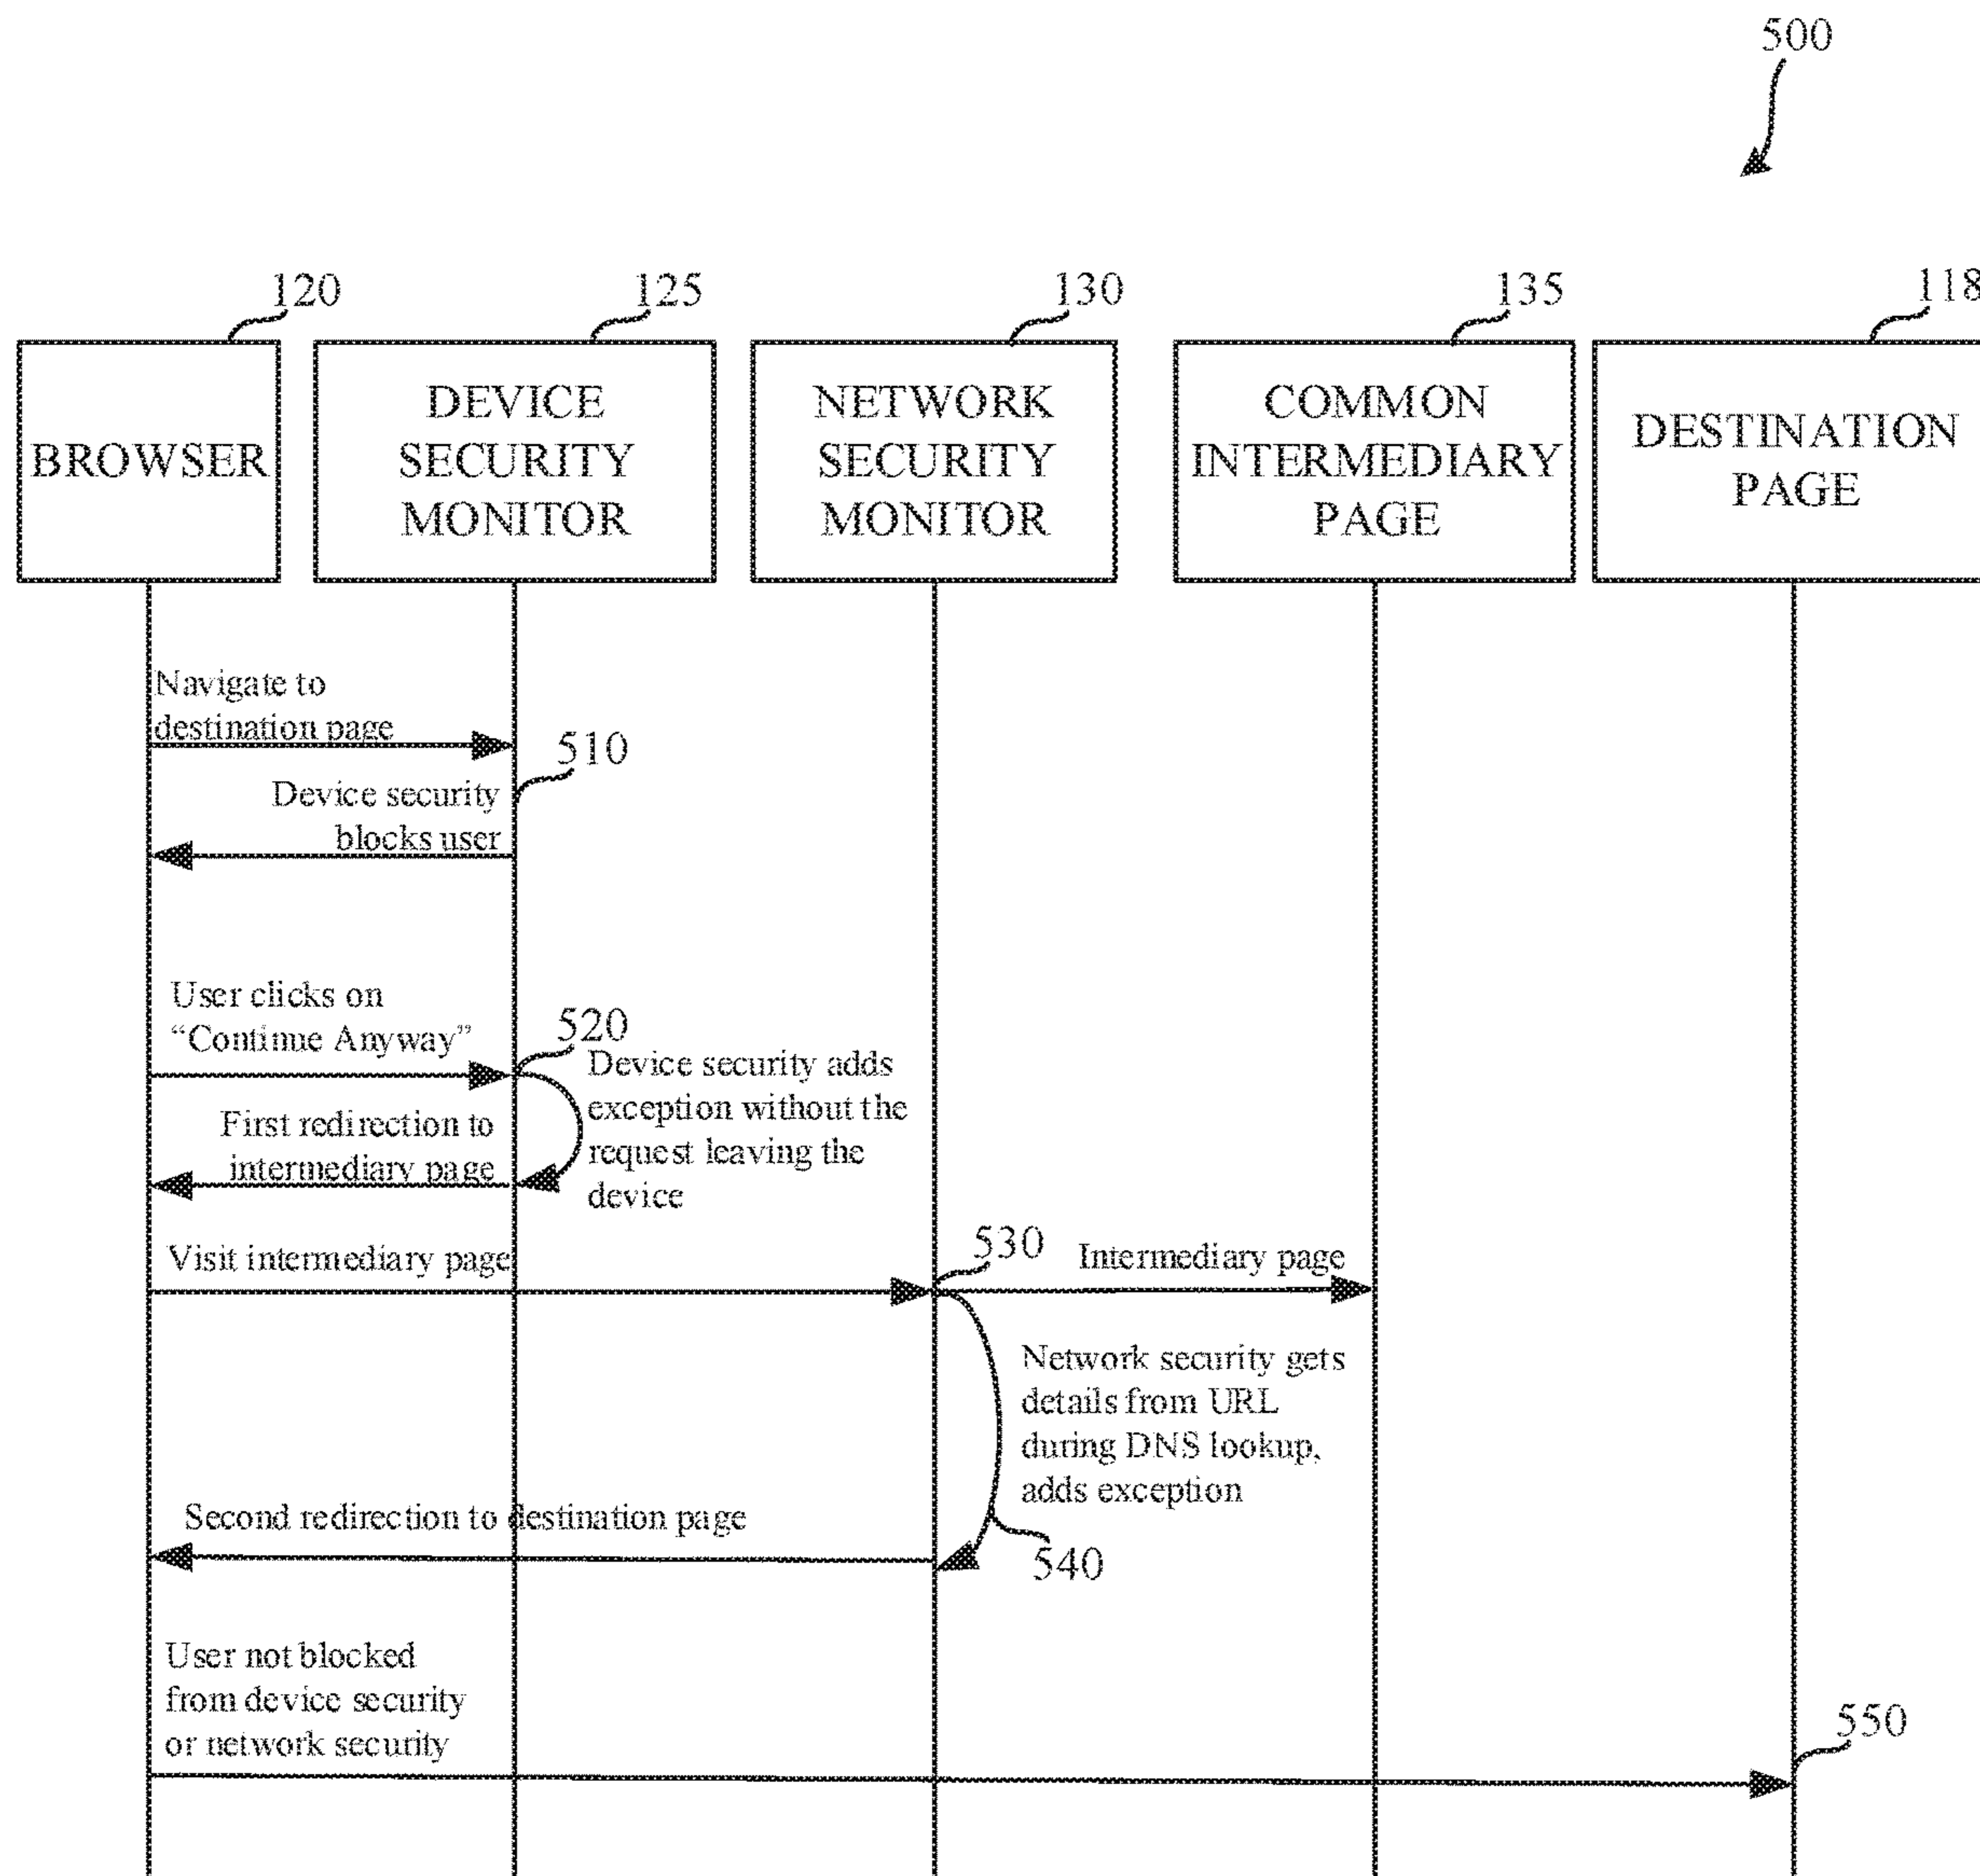 500
120
125
130
135
118
BROWSER
DEVICE
SECURITY
MONITOR
NETWORK
SECURITY
MONITOR
COMMON
INTERMEDIARY
PAGE
DESTINATION
PAGE
Navigate to
destination page
510
Device security
blocks user
User clicks on
“Continue Anyway”
520
Device security adds
exception without the
request leaving the
device
First redirection to
intermediary page
Visit intermediary page
530
Intermediary page
Network security gets
details from URL
during DNS lookup,
adds exception
Second redirection to destination page
540
User not blocked
from device security
or network security
550